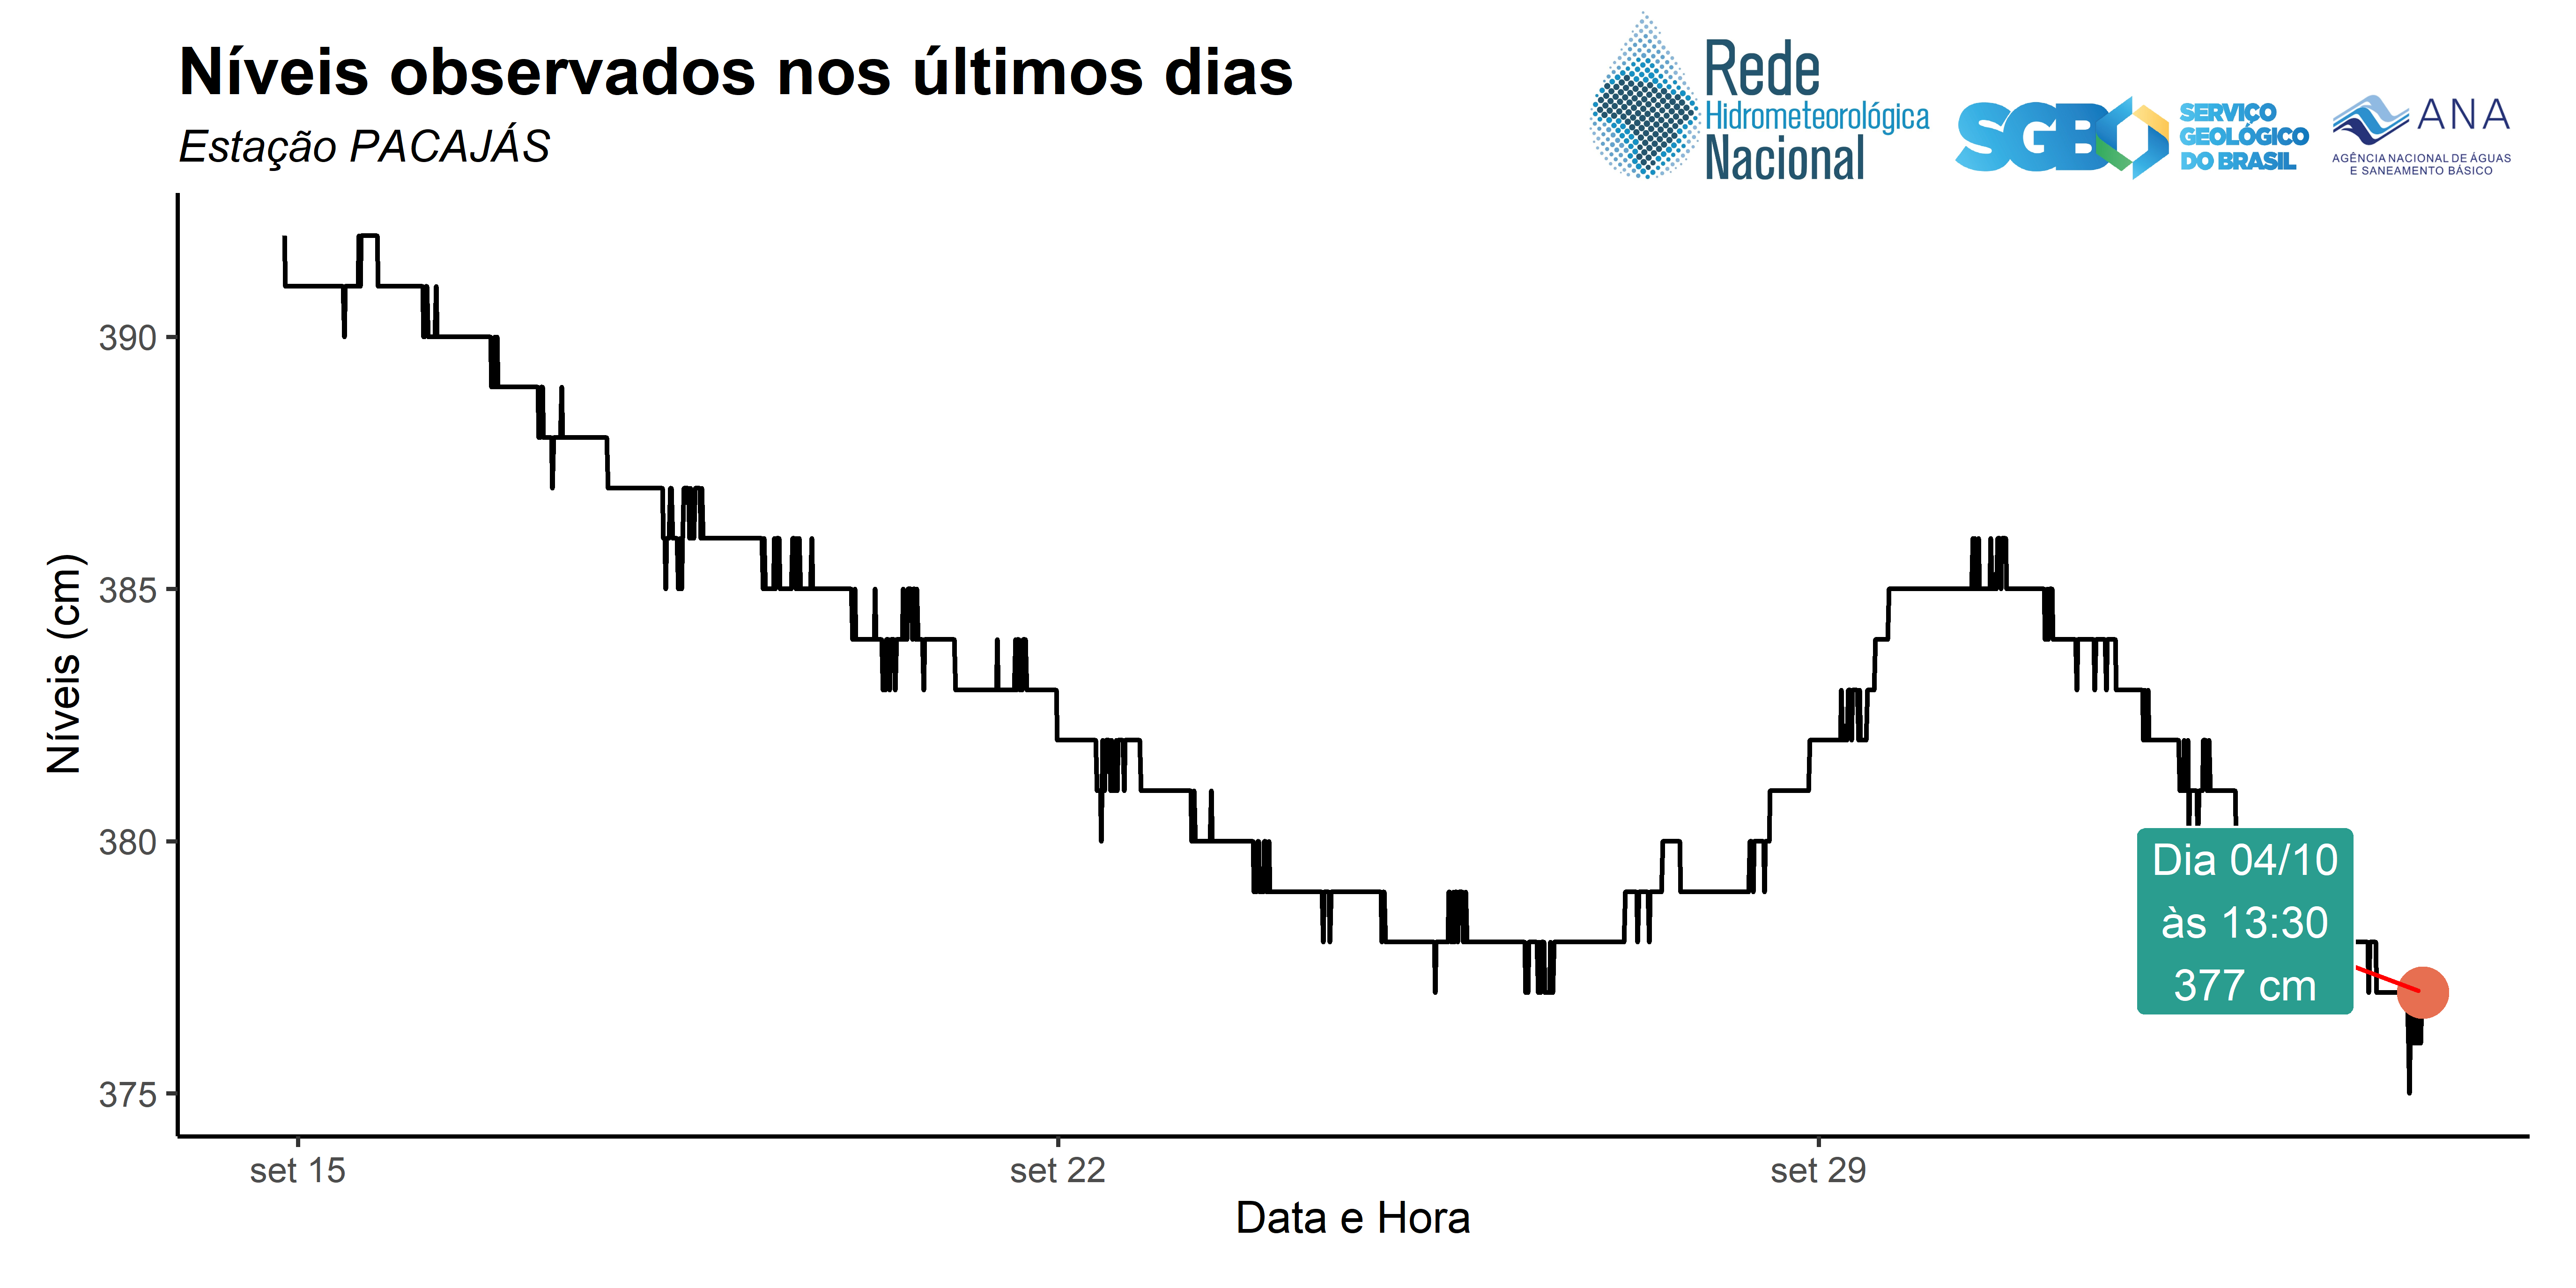 Níveis observados nos últimos dias
Estação PACAJÁS
Rede
Hidrometeorológica
Nacional
SGB
SERVIÇO
GEOLÓGICO
DO BRASIL
ANA
AGÊNCIA NACIONAL DE ÁGUAS
E SANEAMENTO BÁSICO
Níveis (cm)
390
385
380
375
Dia 04/10
às 13:30
377 cm
set 15
set 22
set 29
Data e Hora